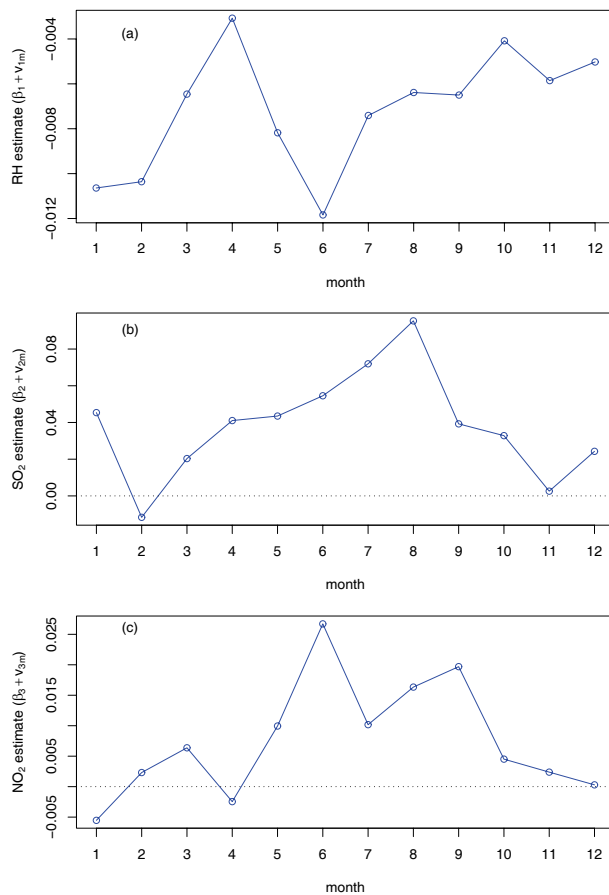 (a)
RH estimate (β₁ + ν₁ₘ)
−0.004
−0.008
−0.012
1 2 3 4 5 6 7 8 9 10 11 12
month
(b)
SO₂ estimate (β₂ + ν₂ₘ)
0.08
0.04
0.00
1 2 3 4 5 6 7 8 9 10 11 12
month
(c)
NO₂ estimate (β₃ + ν₃ₘ)
0.025
0.015
0.005
−0.005
1 2 3 4 5 6 7 8 9 10 11 12
month